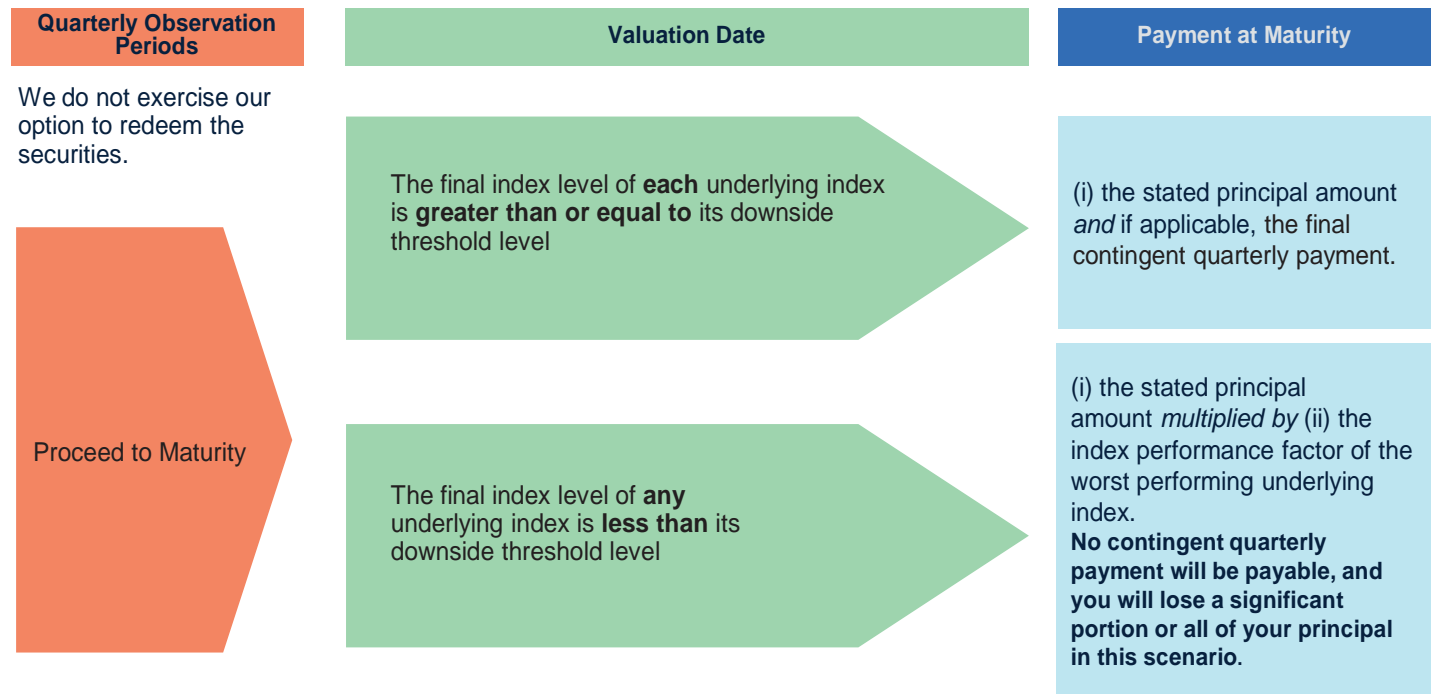 Quarterly Observation
Periods
We do not exercise our
option to redeem the
securities.
Proceed to Maturity
Valuation Date
The final index level of each underlying index
is greater than or equal to its downside
threshold level
The final index level of any
underlying index is less than its
downside threshold level
Payment at Maturity
(i) the stated principal amount
and if applicable, the final
contingent quarterly payment.
(i) the stated principal
amount multiplied by (ii) the
index performance factor of the
worst performing underlying
index.
No contingent quarterly
payment will be payable, and
you will lose a significant
portion or all of your principal
in this scenario.